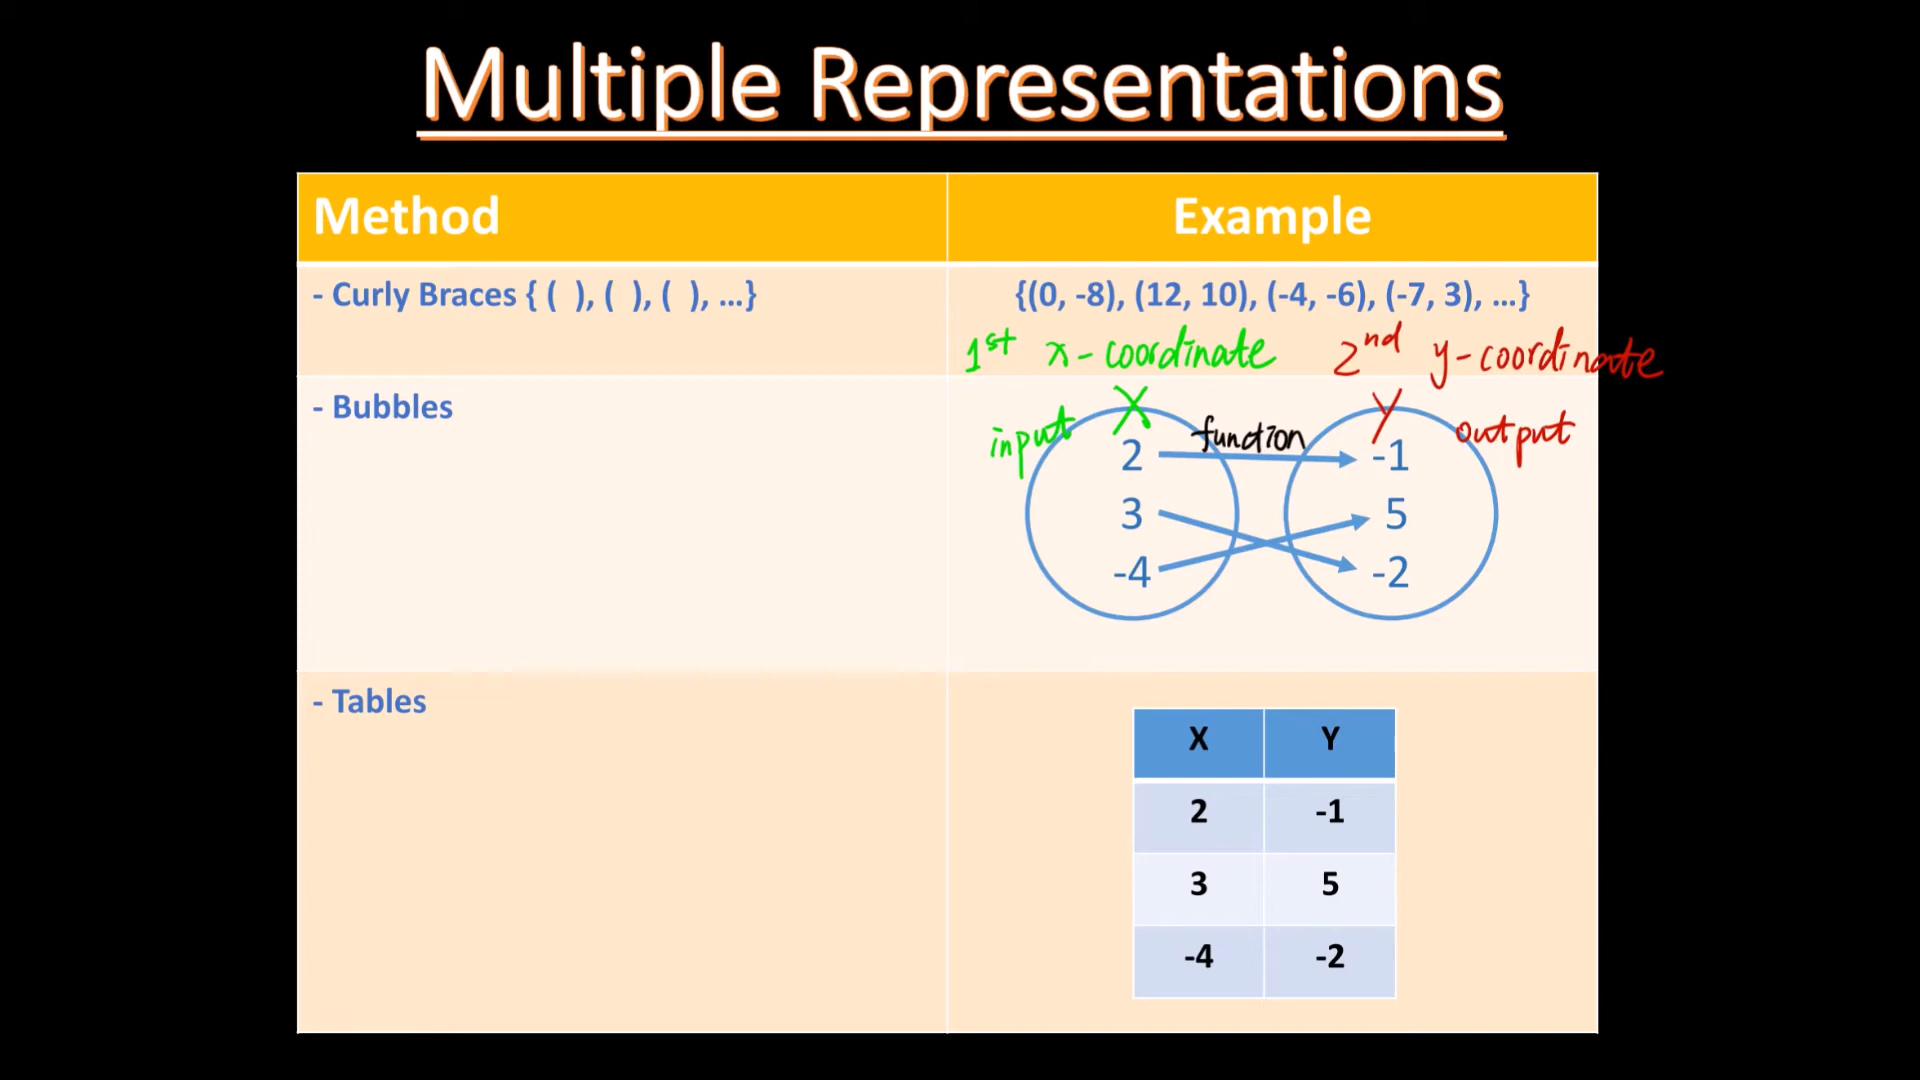 Multiple Representations
Method Example
- Curly Braces { ( ), ( ), ( ), ...} {(0, -8), (12, 10), (-4, -6), (-7, 3), ...}
1st x-coordinate 2nd y-coordinate
- Bubbles X Y
input function output
2 -1
3 5
-4 -2
- Tables
X Y
2 -1
3 5
-4 -2